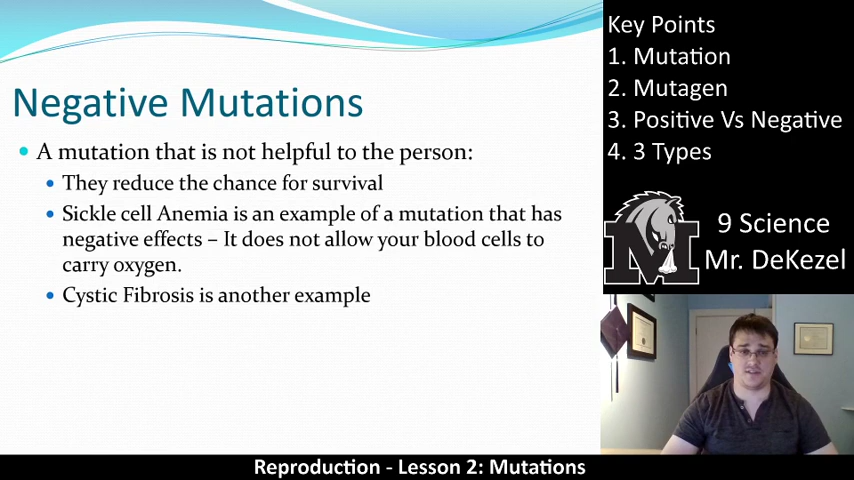 Negative Mutations
A mutation that is not helpful to the person:
They reduce the chance for survival
Sickle cell Anemia is an example of a mutation that has
negative effects – It does not allow your blood cells to
carry oxygen.
Cystic Fibrosis is another example
Key Points
1. Mutation
2. Mutagen
3. Positive Vs Negative
4. 3 Types
M
9 Science
Mr. DeKezel
Reproduction - Lesson 2: Mutations